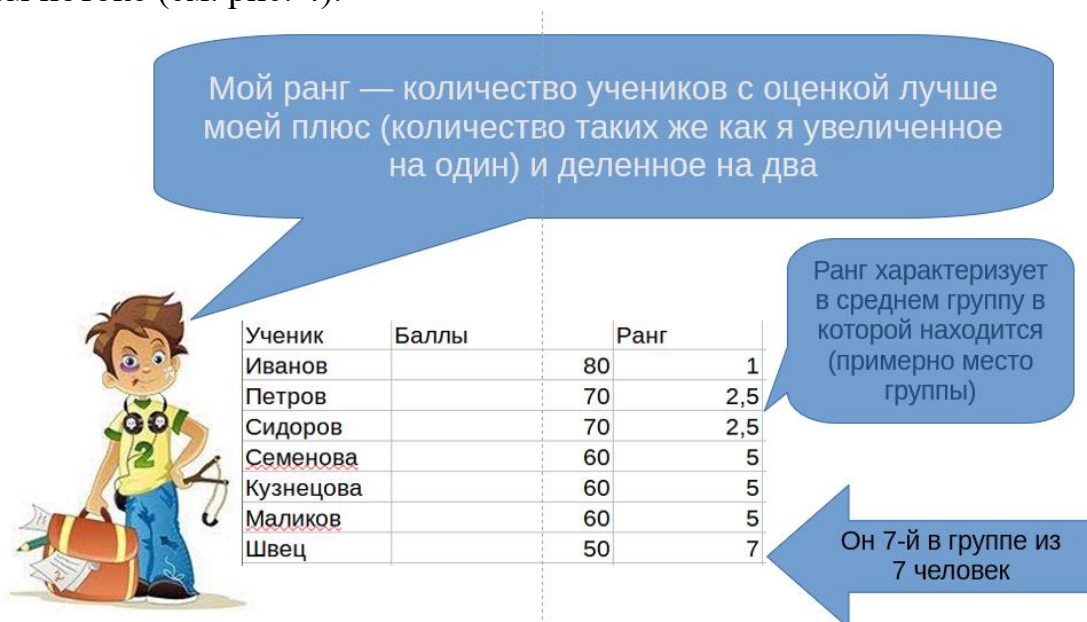 Мой ранг — количество учеников с оценкой лучше
моей плюс (количество таких же как я увеличенное
на один) и деленное на два
Ранг характеризует
в среднем группу в
которой находится
(примерно место
группы)
Ученик Баллы Ранг
Иванов 80 1
Петров 70 2,5
Сидоров 70 2,5
Семенова 60 5
Кузнецова 60 5
Маликов 60 5
Швец 50 7
Он 7-й в группе из
7 человек
2